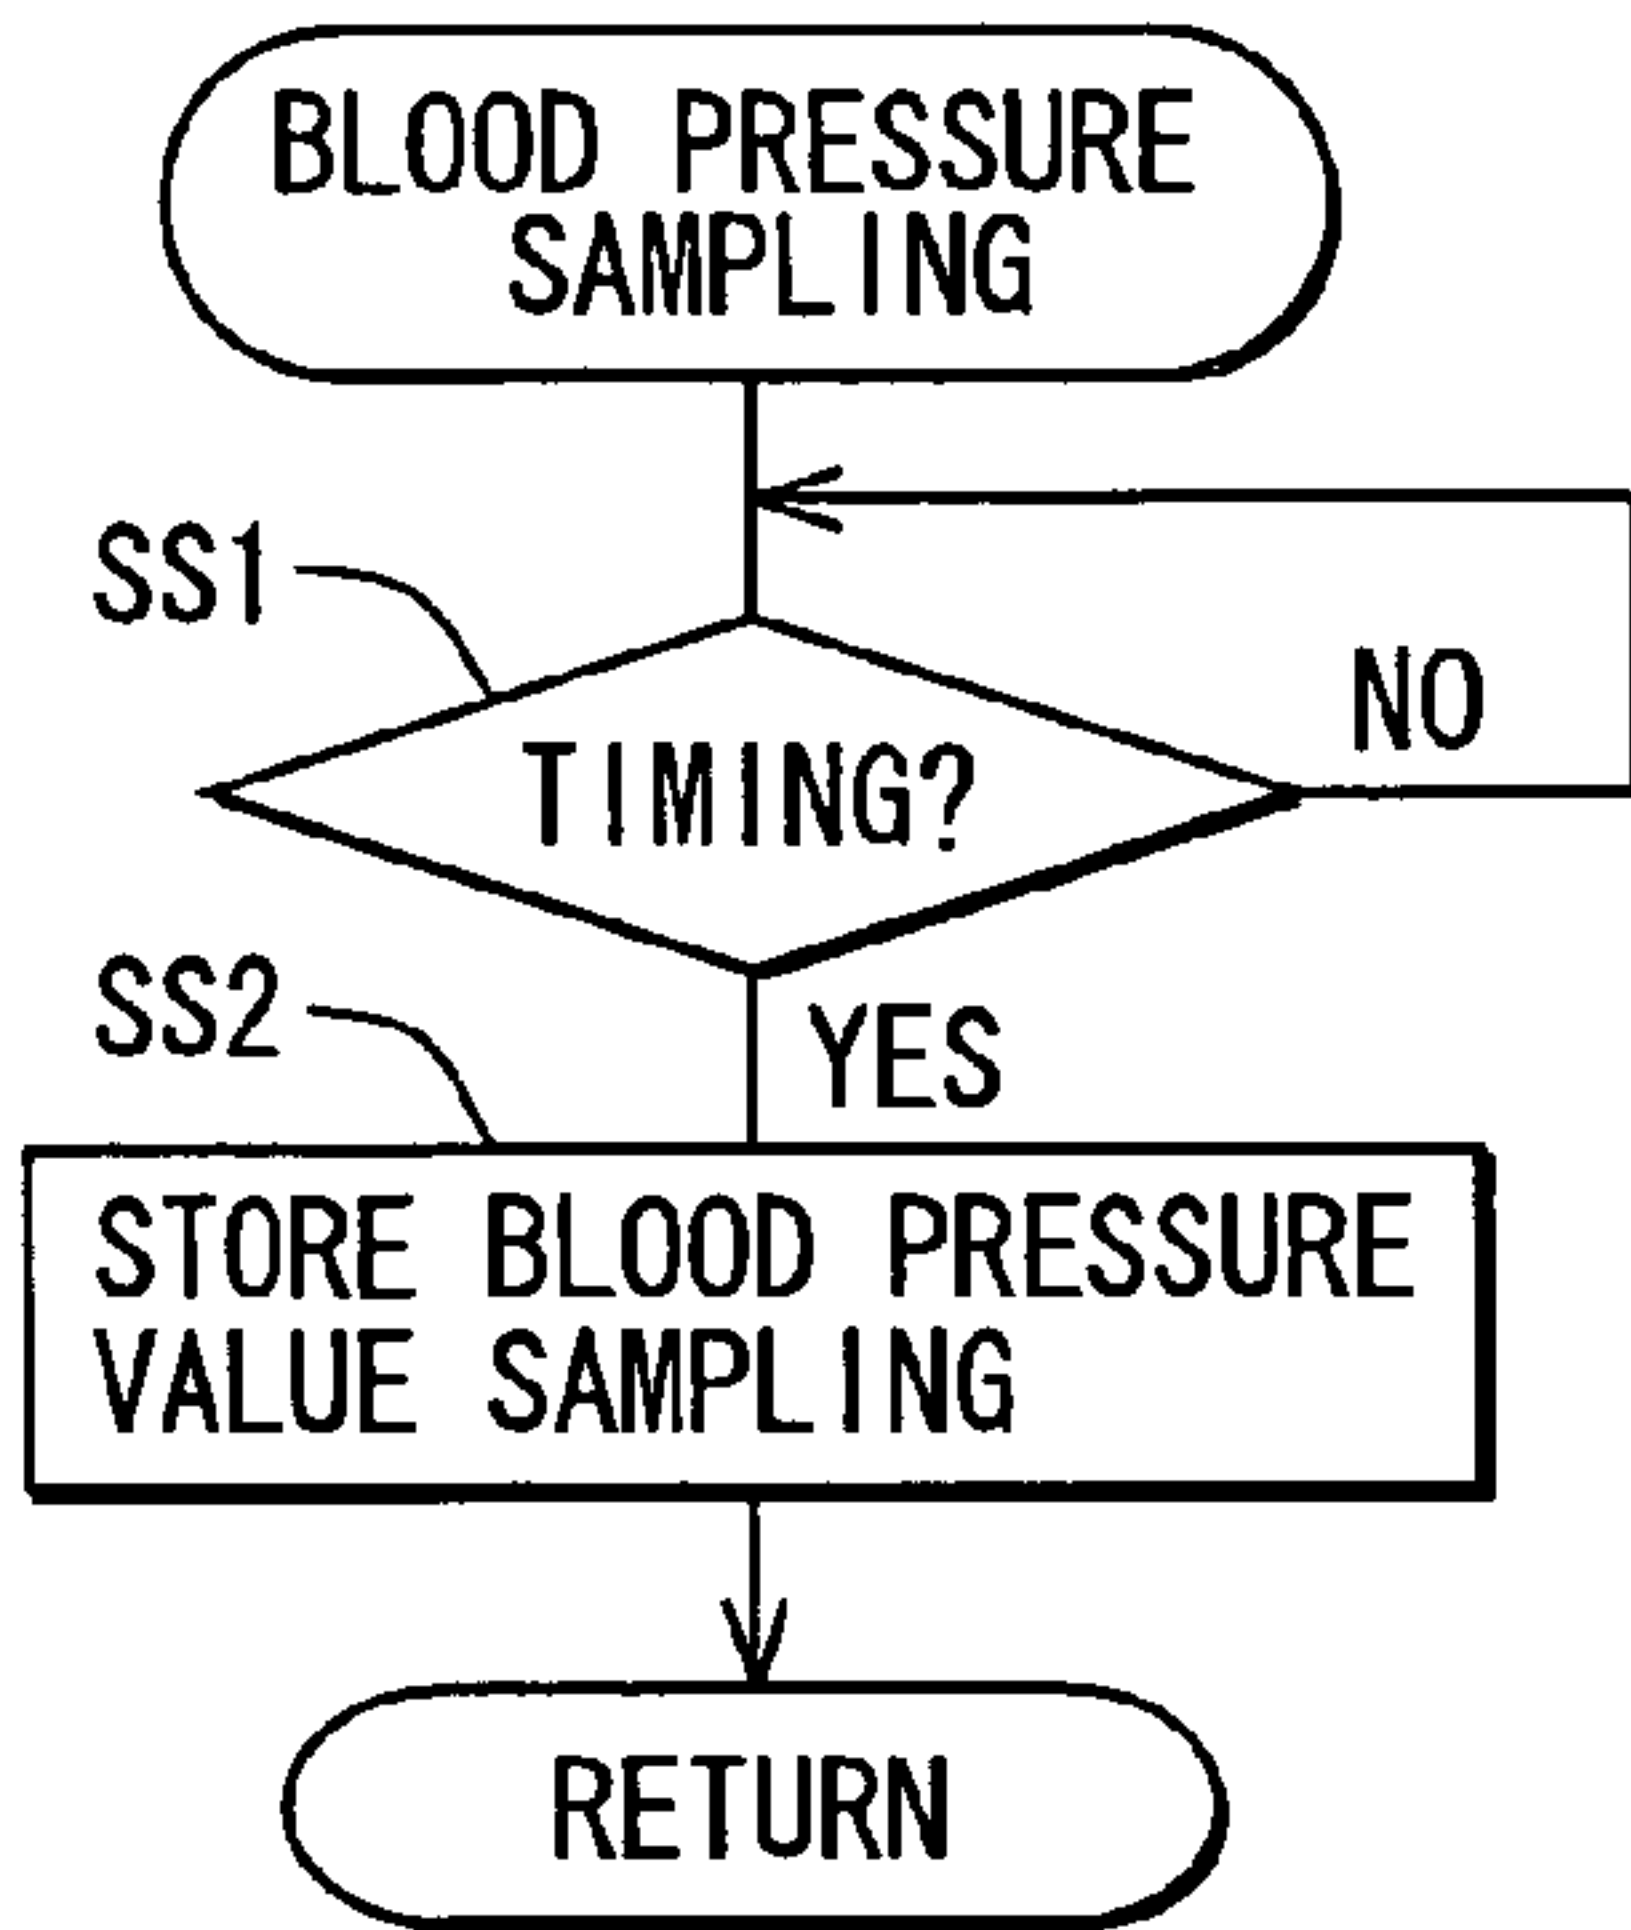 BLOOD PRESSURE
SAMPLING
SS1
NO
TIMING?
SS2
YES
STORE BLOOD PRESSURE
VALUE SAMPLING
RETURN